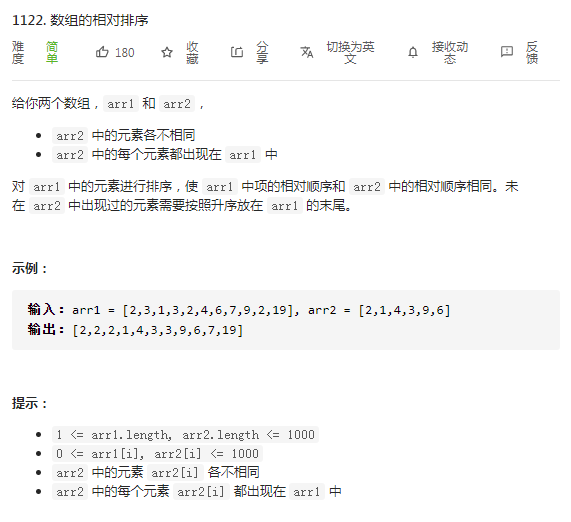 1122. 数组的相对排序
难度 简单 180 收藏 分享 切换为英文 接收动态 反馈
给你两个数组，arr1 和 arr2，
• arr2 中的元素各不相同
• arr2 中的每个元素都出现在 arr1 中
对 arr1 中的元素进行排序，使 arr1 中项的相对顺序和 arr2 中的相对顺序相同。未
在 arr2 中出现过的元素需要按照升序放在 arr1 的末尾。
示例：
输入：arr1 = [2,3,1,3,2,4,6,7,9,2,19], arr2 = [2,1,4,3,9,6]
输出：[2,2,2,1,4,3,3,9,6,7,19]
提示：
• 1 <= arr1.length, arr2.length <= 1000
• 0 <= arr1[i], arr2[i] <= 1000
• arr2 中的元素 arr2[i] 各不相同
• arr2 中的每个元素 arr2[i] 都出现在 arr1 中